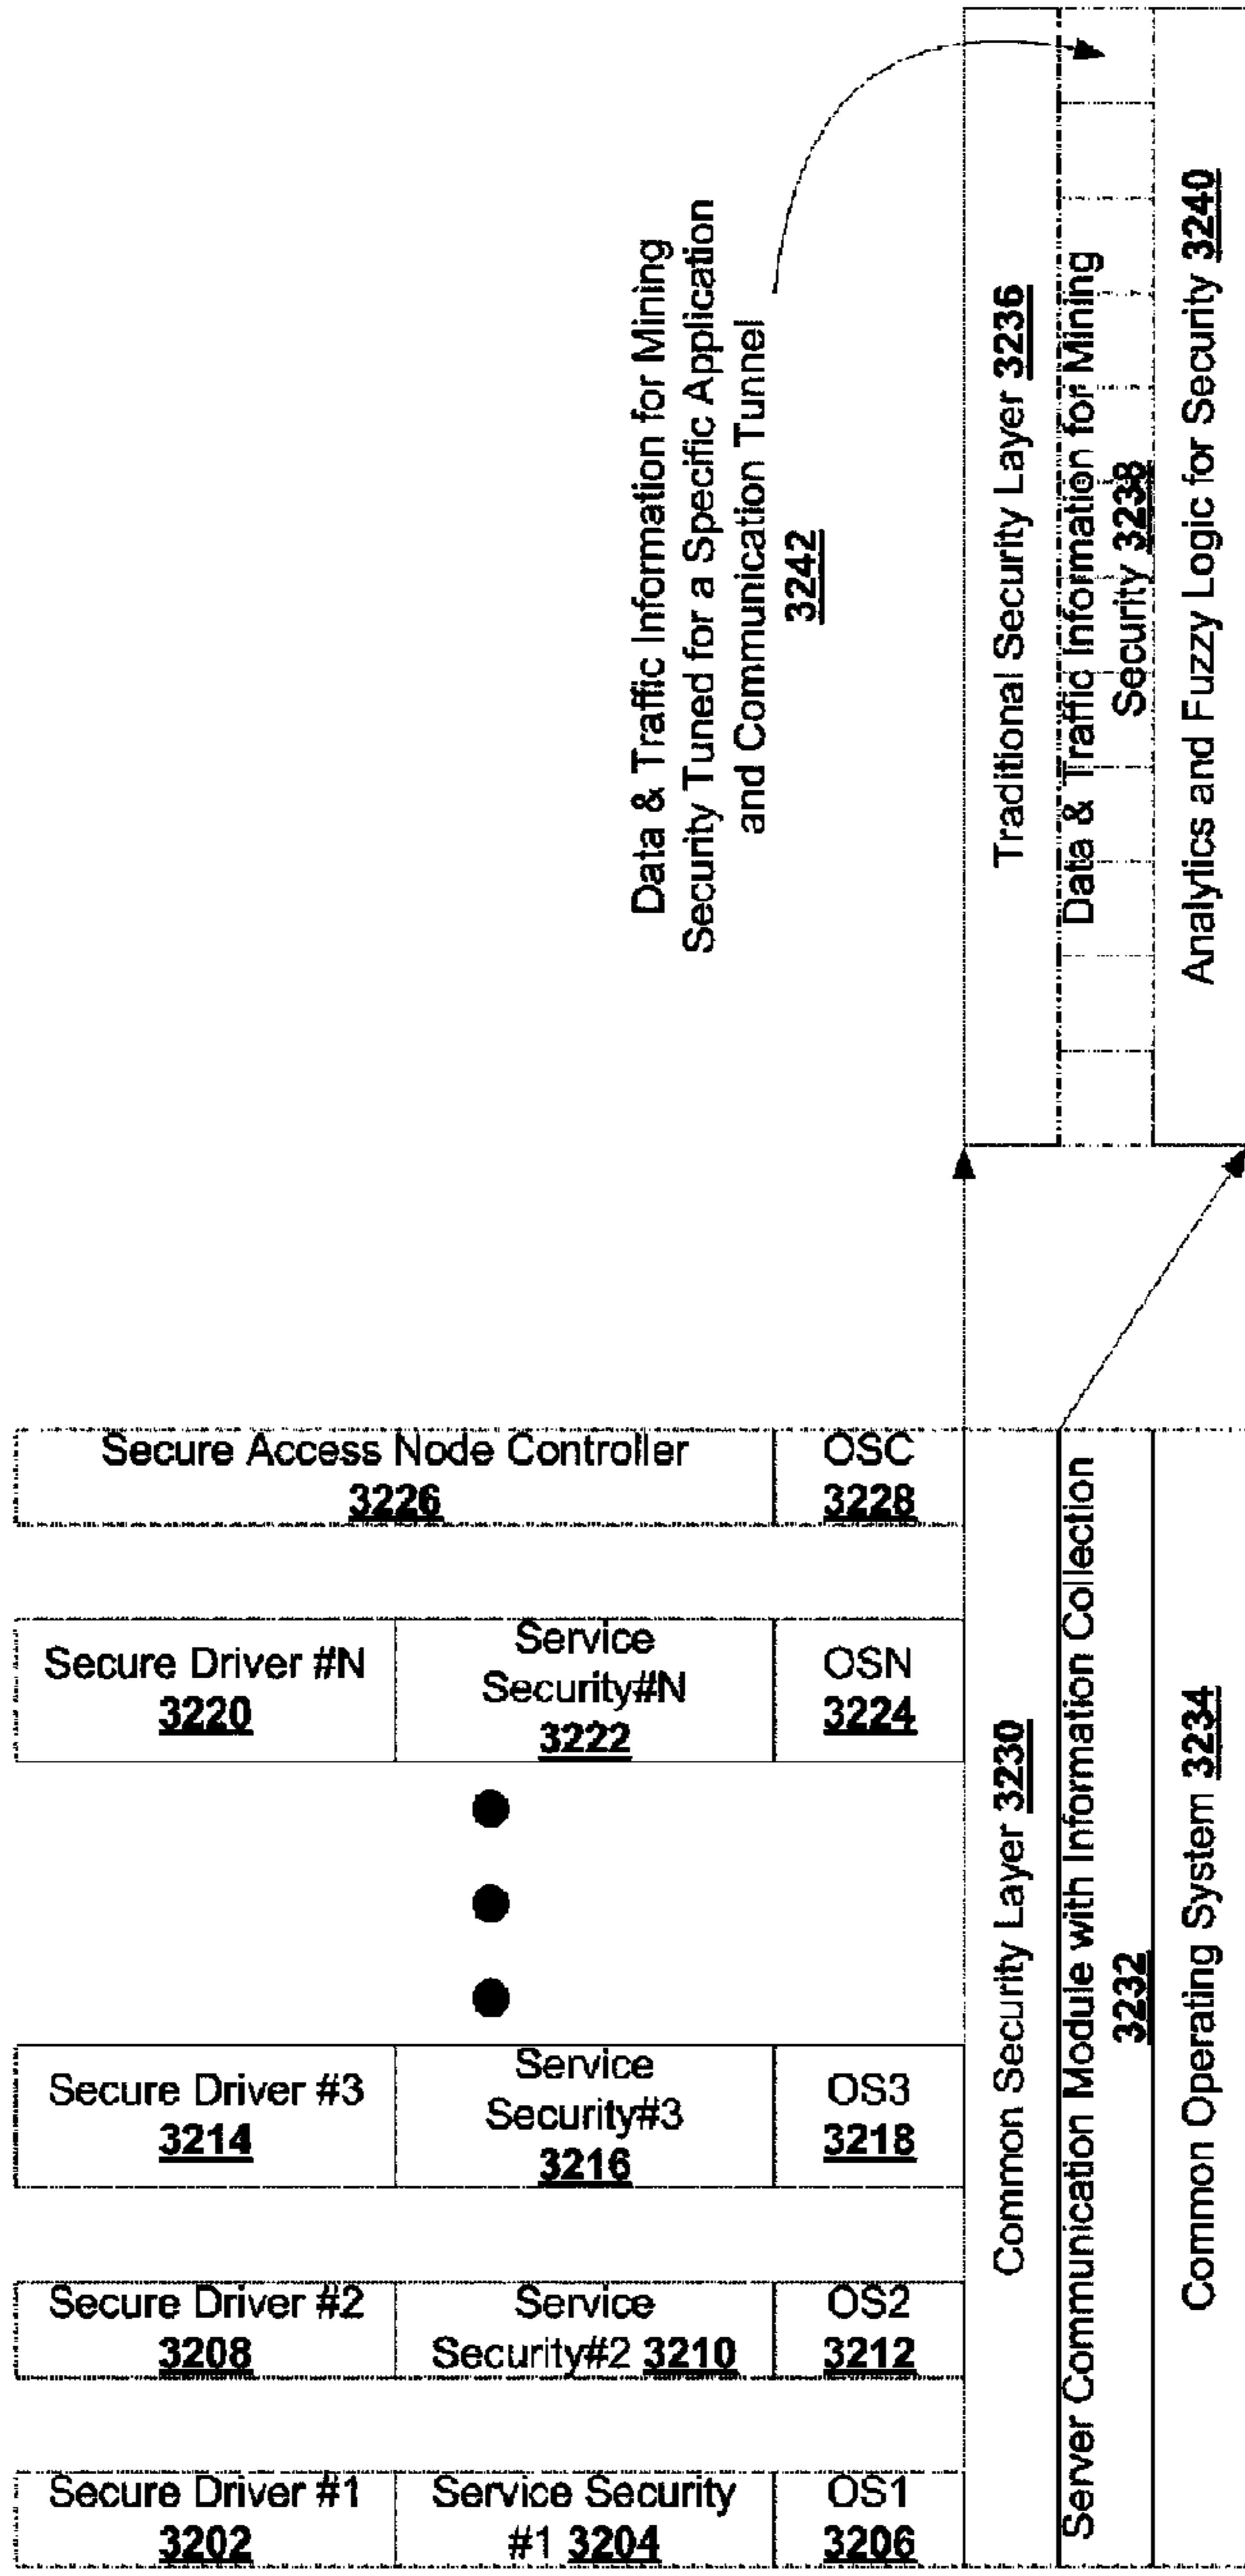 Secure Access Node Controller
3226
OSC
3228
Secure Driver #N
3220
Service
Security#N
3222
OSN
3224
Secure Driver #3
3214
Service
Security#3
3216
OS3
3218
Secure Driver #2
3208
Service
Security#2 3210
OS2
3212
Secure Driver #1
3202
Service Security
#1 3204
OS1
3206
Common Security Layer 3230
Server Communication Module with Information Collection
3232
Common Operating System 3234
Data & Traffic Information for Mining
Security Tuned for a Specific Application
and Communication Tunnel
3242
Traditional Security Layer 3236
Data & Traffic Information for Mining
Security 3238
Analytics and Fuzzy Logic for Security 3240